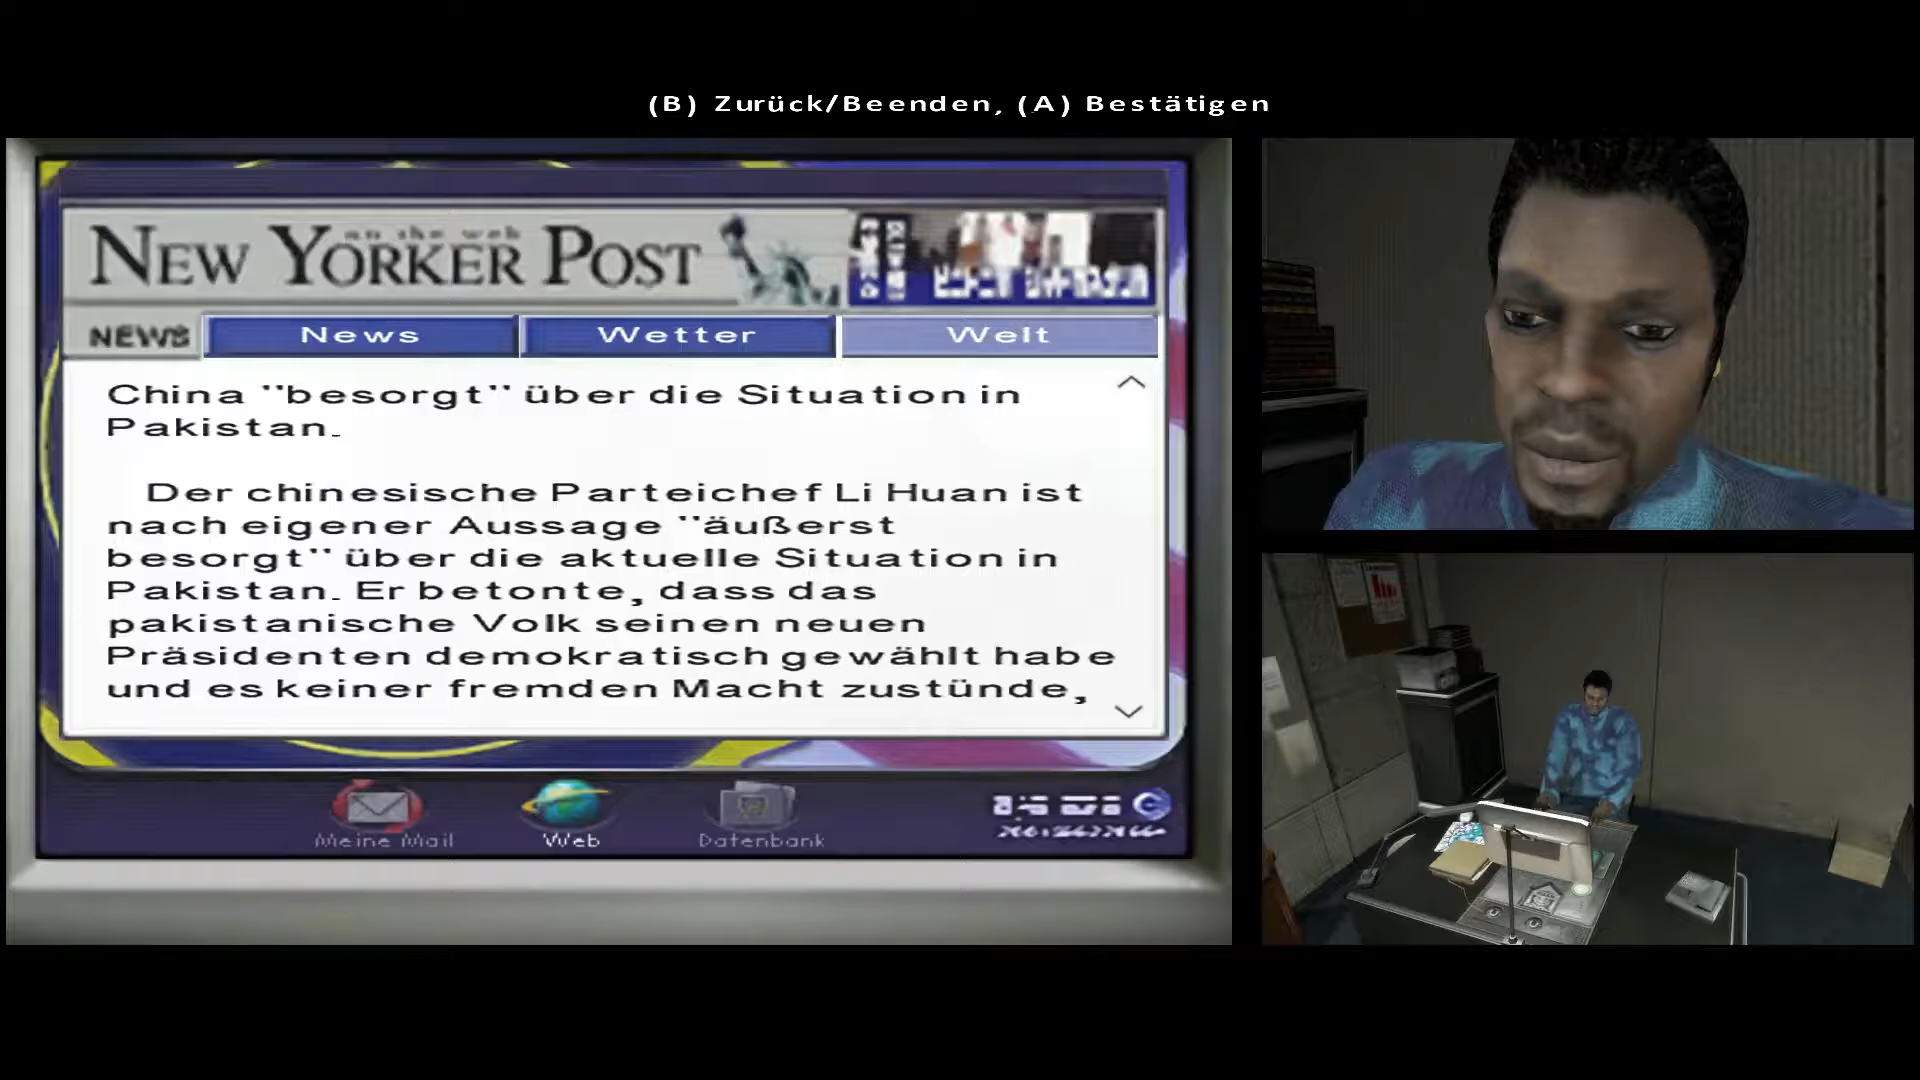 (B) Zurück/Beenden, (A) Bestätigen
on the web
NEW YORKER POST
NEWS
News
Wetter
Welt
China "besorgt" über die Situation in
Pakistan.
Der chinesische Parteichef Li Huan ist
nach eigener Aussage "äußerst
besorgt" über die aktuelle Situation in
Pakistan. Er betonte, dass das
pakistanische Volk seinen neuen
Präsidenten demokratisch gewählt habe
und es keiner fremden Macht zustünde,
Meine Mail
Web
Datenbank